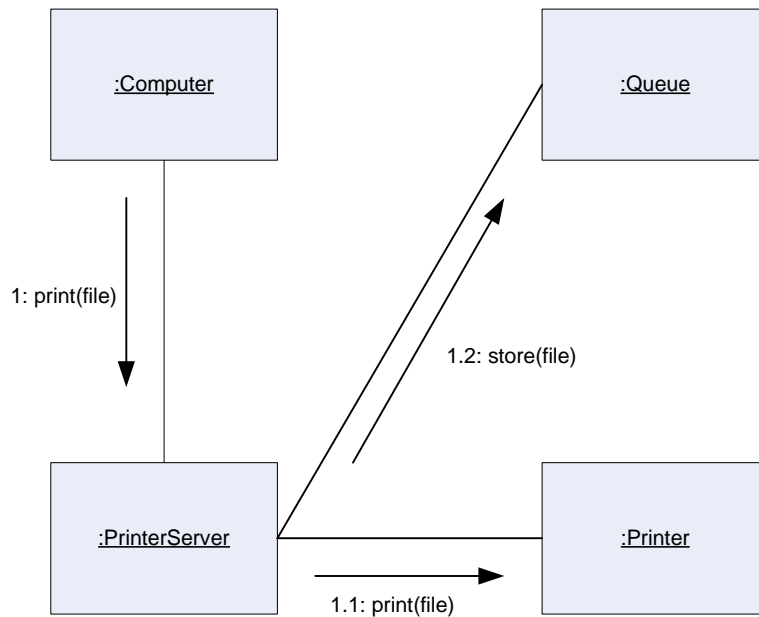 :Computer
:Queue
1: print(file)
1.2: store(file)
:PrinterServer
:Printer
1.1: print(file)